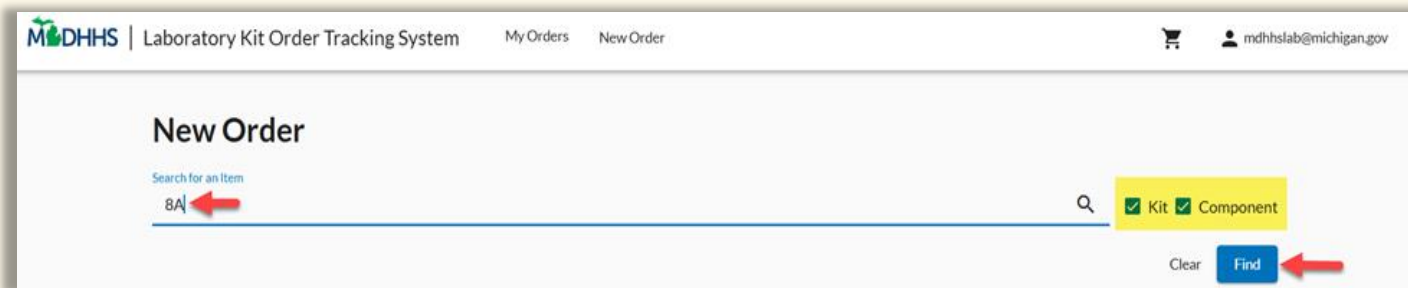 MDHHS | Laboratory Kit Order Tracking System My Orders New Order mdhhslab@michigan.gov
New Order
Search for an Item
8A
Kit Component
Clear Find